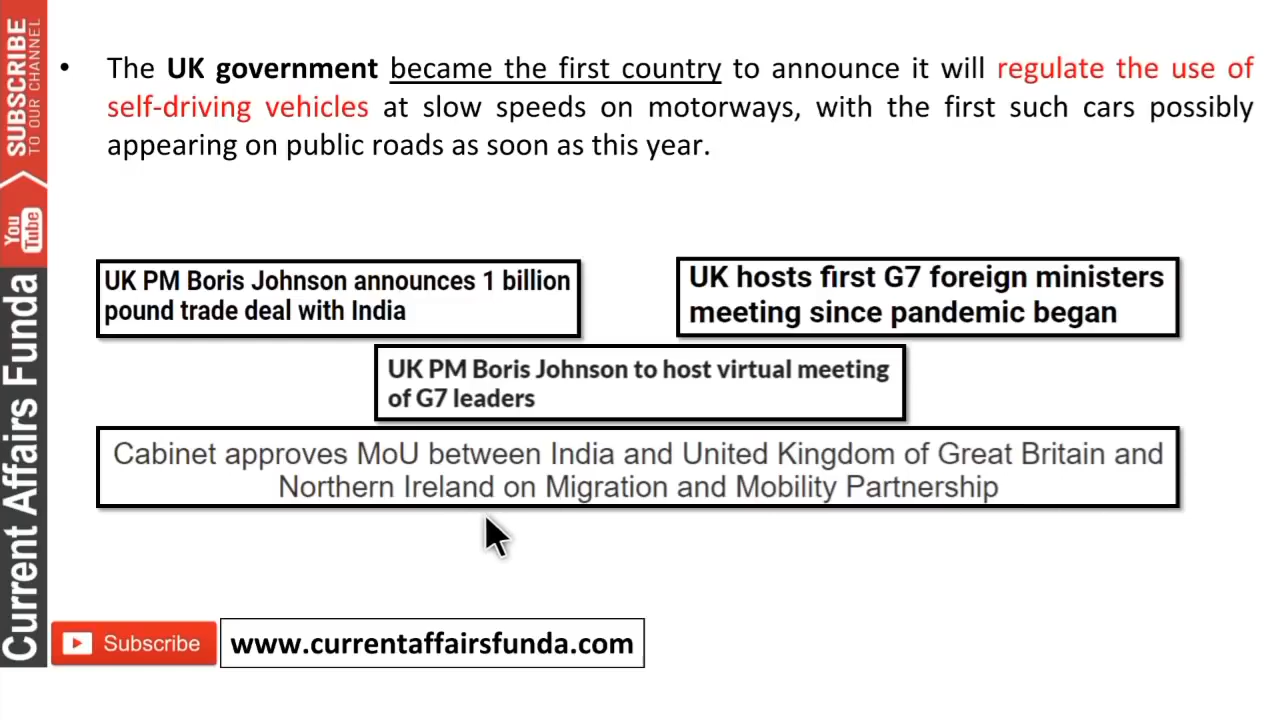 • The UK government became the first country to announce it will regulate the use of
self-driving vehicles at slow speeds on motorways, with the first such cars possibly
appearing on public roads as soon as this year.
UK PM Boris Johnson announces 1 billion
pound trade deal with India
UK hosts first G7 foreign ministers
meeting since pandemic began
UK PM Boris Johnson to host virtual meeting
of G7 leaders
Cabinet approves MoU between India and United Kingdom of Great Britain and
Northern Ireland on Migration and Mobility Partnership
SUBSCRIBE
TO OUR CHANNEL
You
Tube
Current Affairs Funda
Subscribe
www.currentaffairsfunda.com